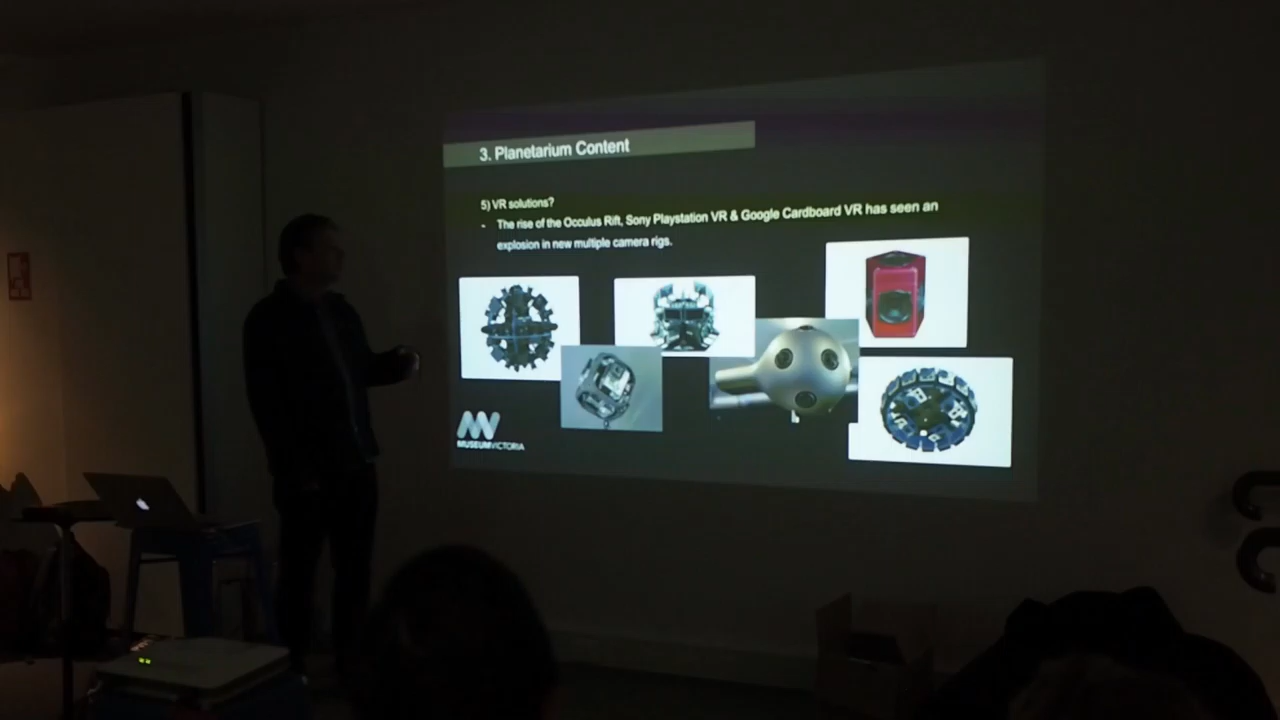 3. Planetarium Content
5) VR solutions?
- The rise of the Occulus Rift, Sony Playstation VR & Google Cardboard VR has seen an
explosion in new multiple camera rigs.
MUSEUMVICTORIA